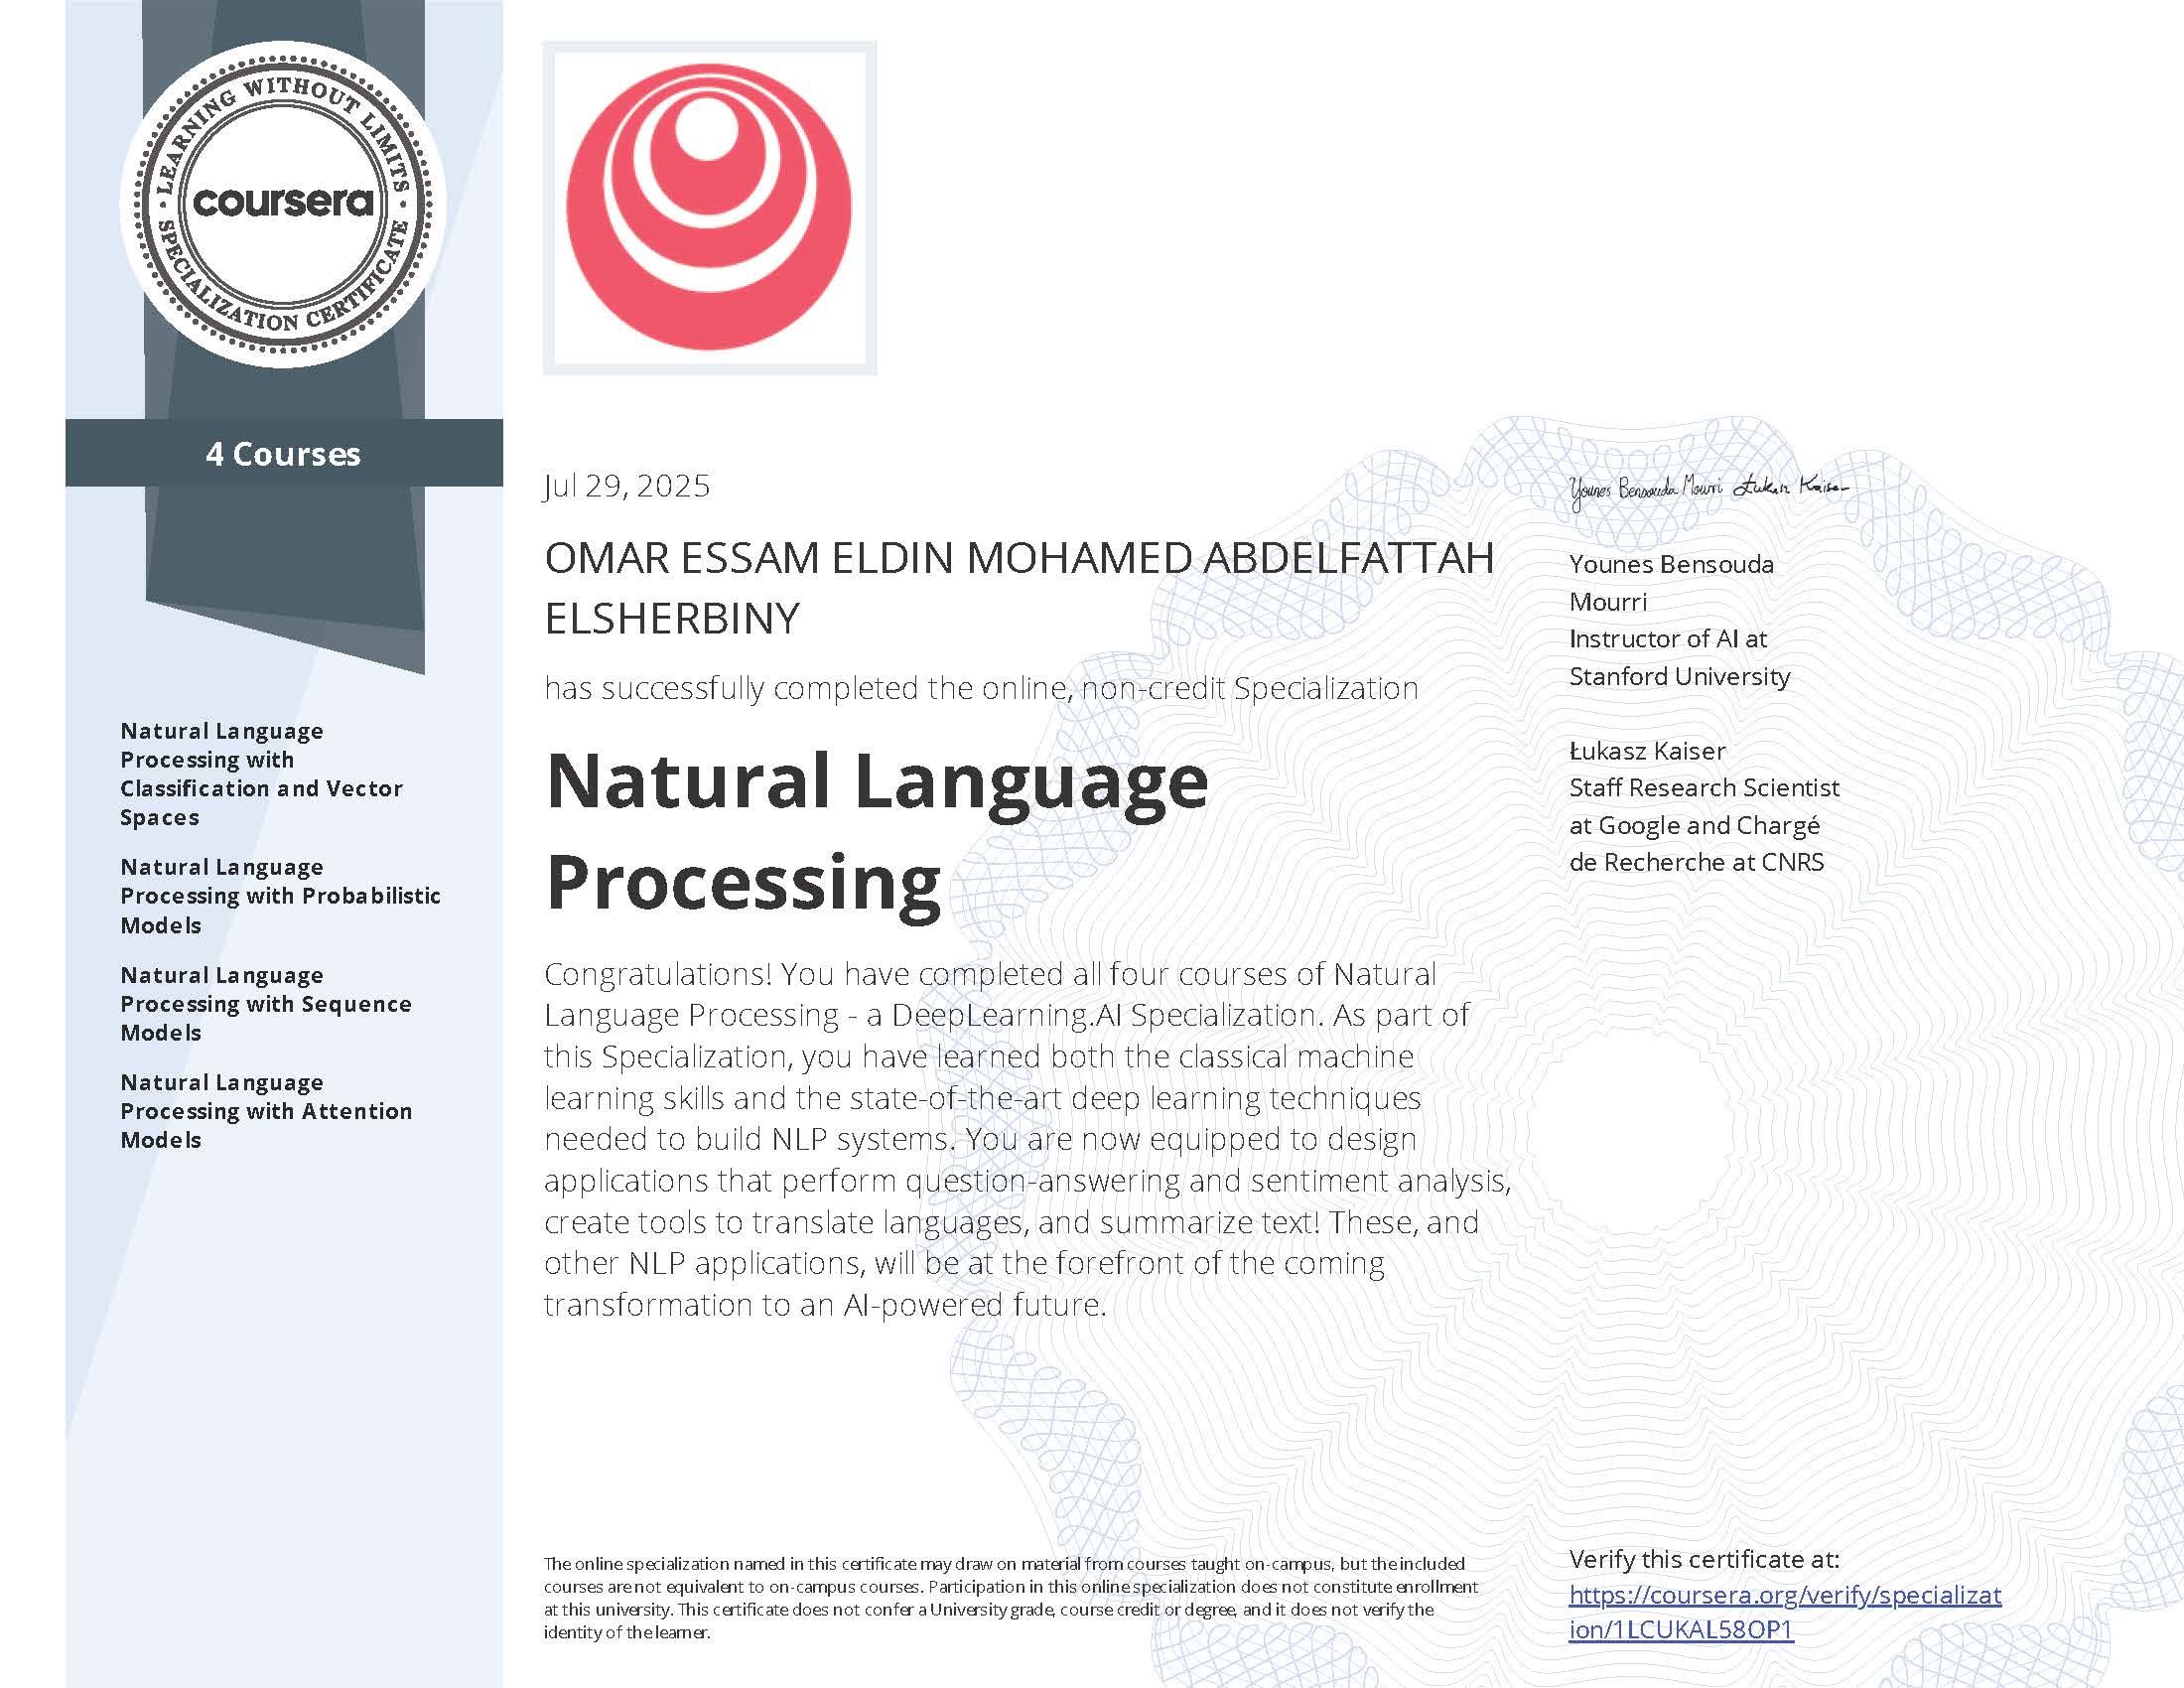 LEARNING WITHOUT LIMITS
coursera
SPECIALIZATION CERTIFICATE
4 Courses
Natural Language
Processing with
Classification and Vector
Spaces
Natural Language
Processing with Probabilistic
Models
Natural Language
Processing with Sequence
Models
Natural Language
Processing with Attention
Models
Jul 29, 2025
OMAR ESSAM ELDIN MOHAMED ABDELFATTAH
ELSHERBINY
has successfully completed the online, non-credit Specialization
Natural Language
Processing
Congratulations! You have completed all four courses of Natural
Language Processing - a DeepLearning.AI Specialization. As part of
this Specialization, you have learned both the classical machine
learning skills and the state-of-the-art deep learning techniques
needed to build NLP systems. You are now equipped to design
applications that perform question-answering and sentiment analysis,
create tools to translate languages, and summarize text! These, and
other NLP applications, will be at the forefront of the coming
transformation to an AI-powered future.
The online specialization named in this certificate may draw on material from courses taught on-campus, but the included
courses are not equivalent to on-campus courses. Participation in this online specialization does not constitute enrollment
at this university. This certificate does not confer a University grade, course credit or degree, and it does not verify the
identity of the learner.
Younes Bensouda Mourri Łukasz Kaiser
Younes Bensouda
Mourri
Instructor of AI at
Stanford University
Łukasz Kaiser
Staff Research Scientist
at Google and Chargé
de Recherche at CNRS
Verify this certificate at:
https://coursera.org/verify/specializat
ion/1LCUKAL58OP1